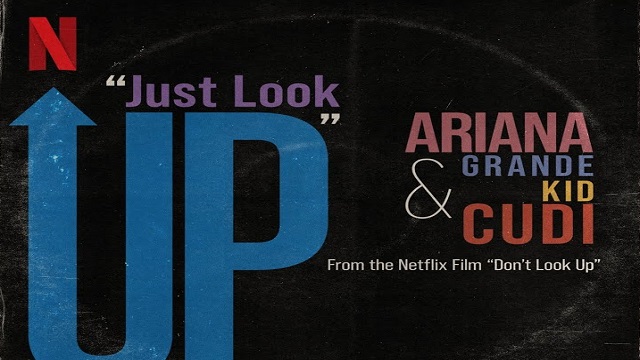 N
“Just Look
UP”
ARIANA
GRANDE
& KID
CUDI
From the Netflix Film “Don’t Look Up”